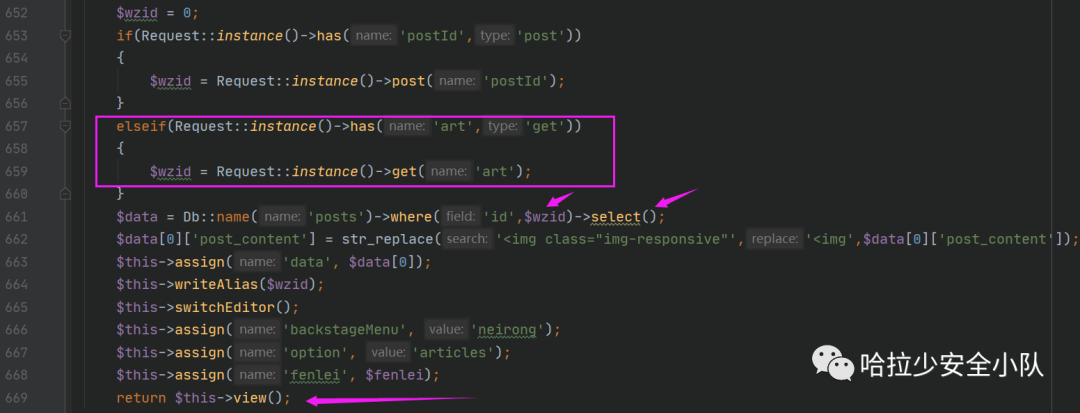 652 $wzid = 0;
653 if(Request::instance()->has( name: 'postId', type: 'post'))
654 {
655 $wzid = Request::instance()->post( name: 'postId');
656 }
657 elseif(Request::instance()->has( name: 'art', type: 'get'))
658 {
659 $wzid = Request::instance()->get( name: 'art');
660 }
661 $data = Db::name( name: 'posts')->where( field: 'id',$wzid)->select();
662 $data[0]['post_content'] = str_replace( search: '<img class="img-responsive"', replace: '<img',$data[0]['post_content']);
663 $this->assign( name: 'data', $data[0]);
664 $this->writeAlias($wzid);
665 $this->switchEditor();
666 $this->assign( name: 'backstageMenu', value: 'neirong');
667 $this->assign( name: 'option', value: 'articles');
668 $this->assign( name: 'fenlei', $fenlei);
669 return $this->view();
哈拉少安全小队